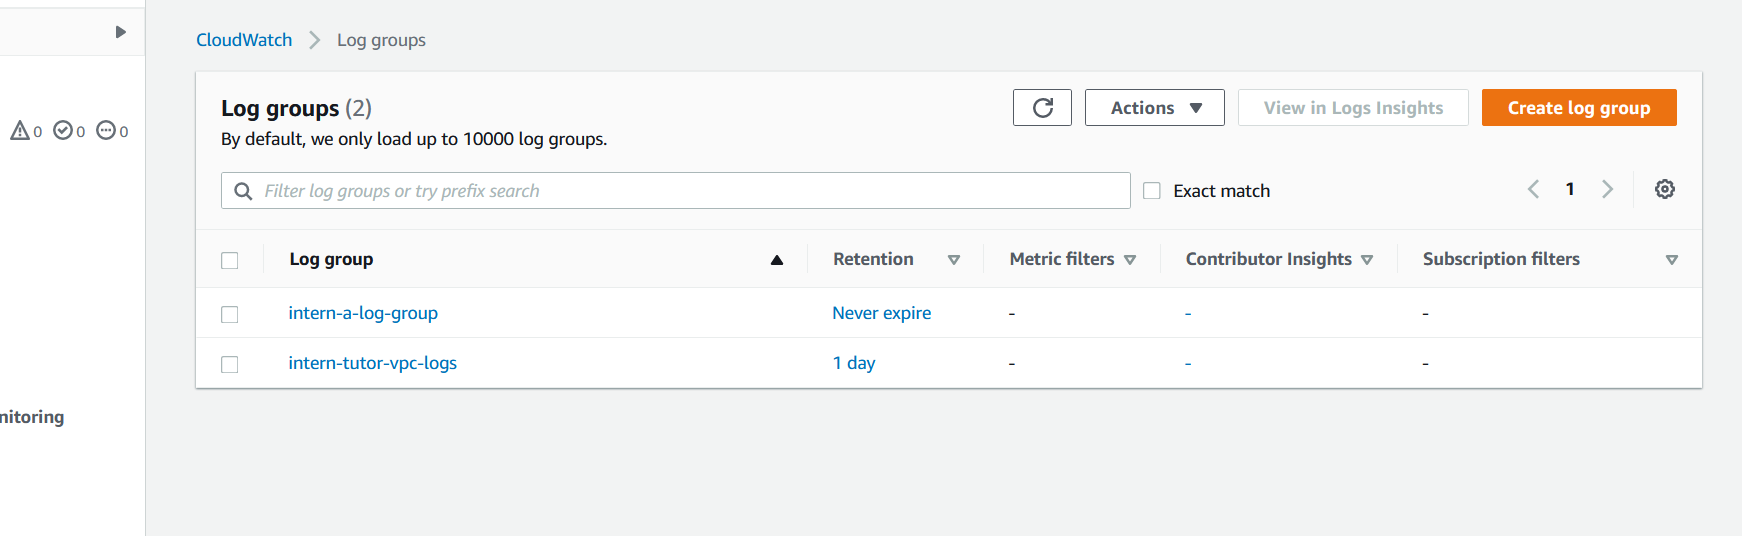 CloudWatch
Log groups
0 0 0
Log groups (2)
By default, we only load up to 10000 log groups.
Actions
View in Logs Insights
Create log group
Filter log groups or try prefix search
Exact match
1
Log group
Retention
Metric filters
Contributor Insights
Subscription filters
intern-a-log-group
Never expire
-
-
-
intern-tutor-vpc-logs
1 day
-
-
-
nitoring